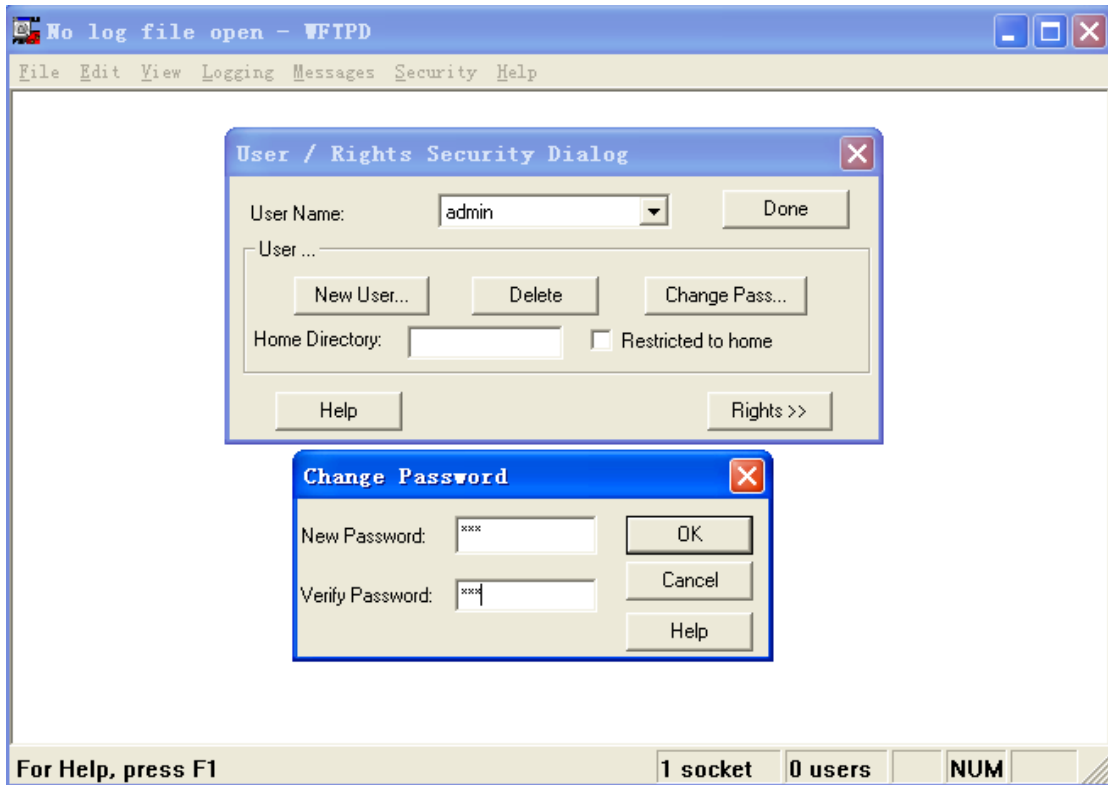 No log file open - WFTPD
File Edit View Logging Messages Security Help
User / Rights Security Dialog
User Name: admin Done
User ...
New User... Delete Change Pass...
Home Directory: Restricted to home
Help Rights >>
Change Password
New Password: *** OK
Cancel
Verify Password: ***
Help
For Help, press F1 1 socket 0 users NUM